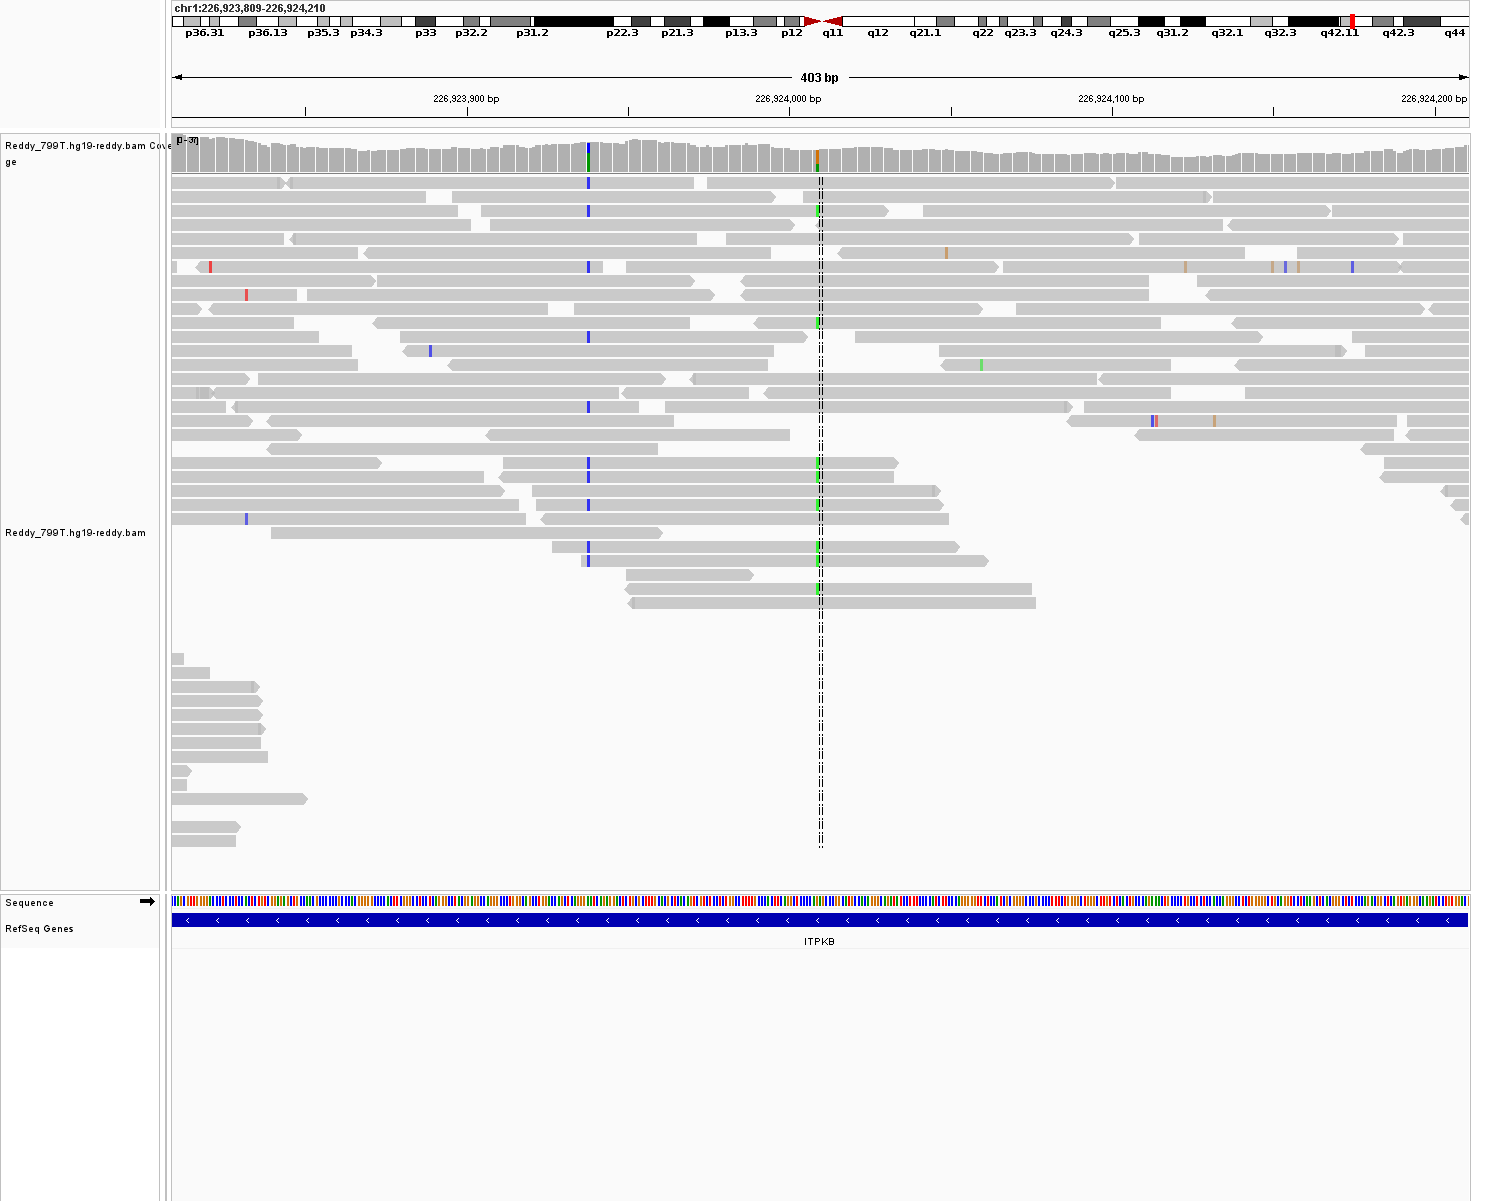 chr1:226,923,809-226,924,210
p36.31 p36.13 p35.3 p34.3 p33 p32.2 p31.2 p22.3 p21.3 p13.3 p12 q11 q12 q21.1 q22 q23.3 q24.3 q25.3 q31.2 q32.1 q32.3 q42.11 q42.3 q44
403 bp
226,923,900 bp 226,924,000 bp 226,924,100 bp 226,924,200 bp
Reddy_799T.hg19-reddy.bam Cove
ge
[0 - 37]
Reddy_799T.hg19-reddy.bam
Sequence
RefSeq Genes
ITPKB